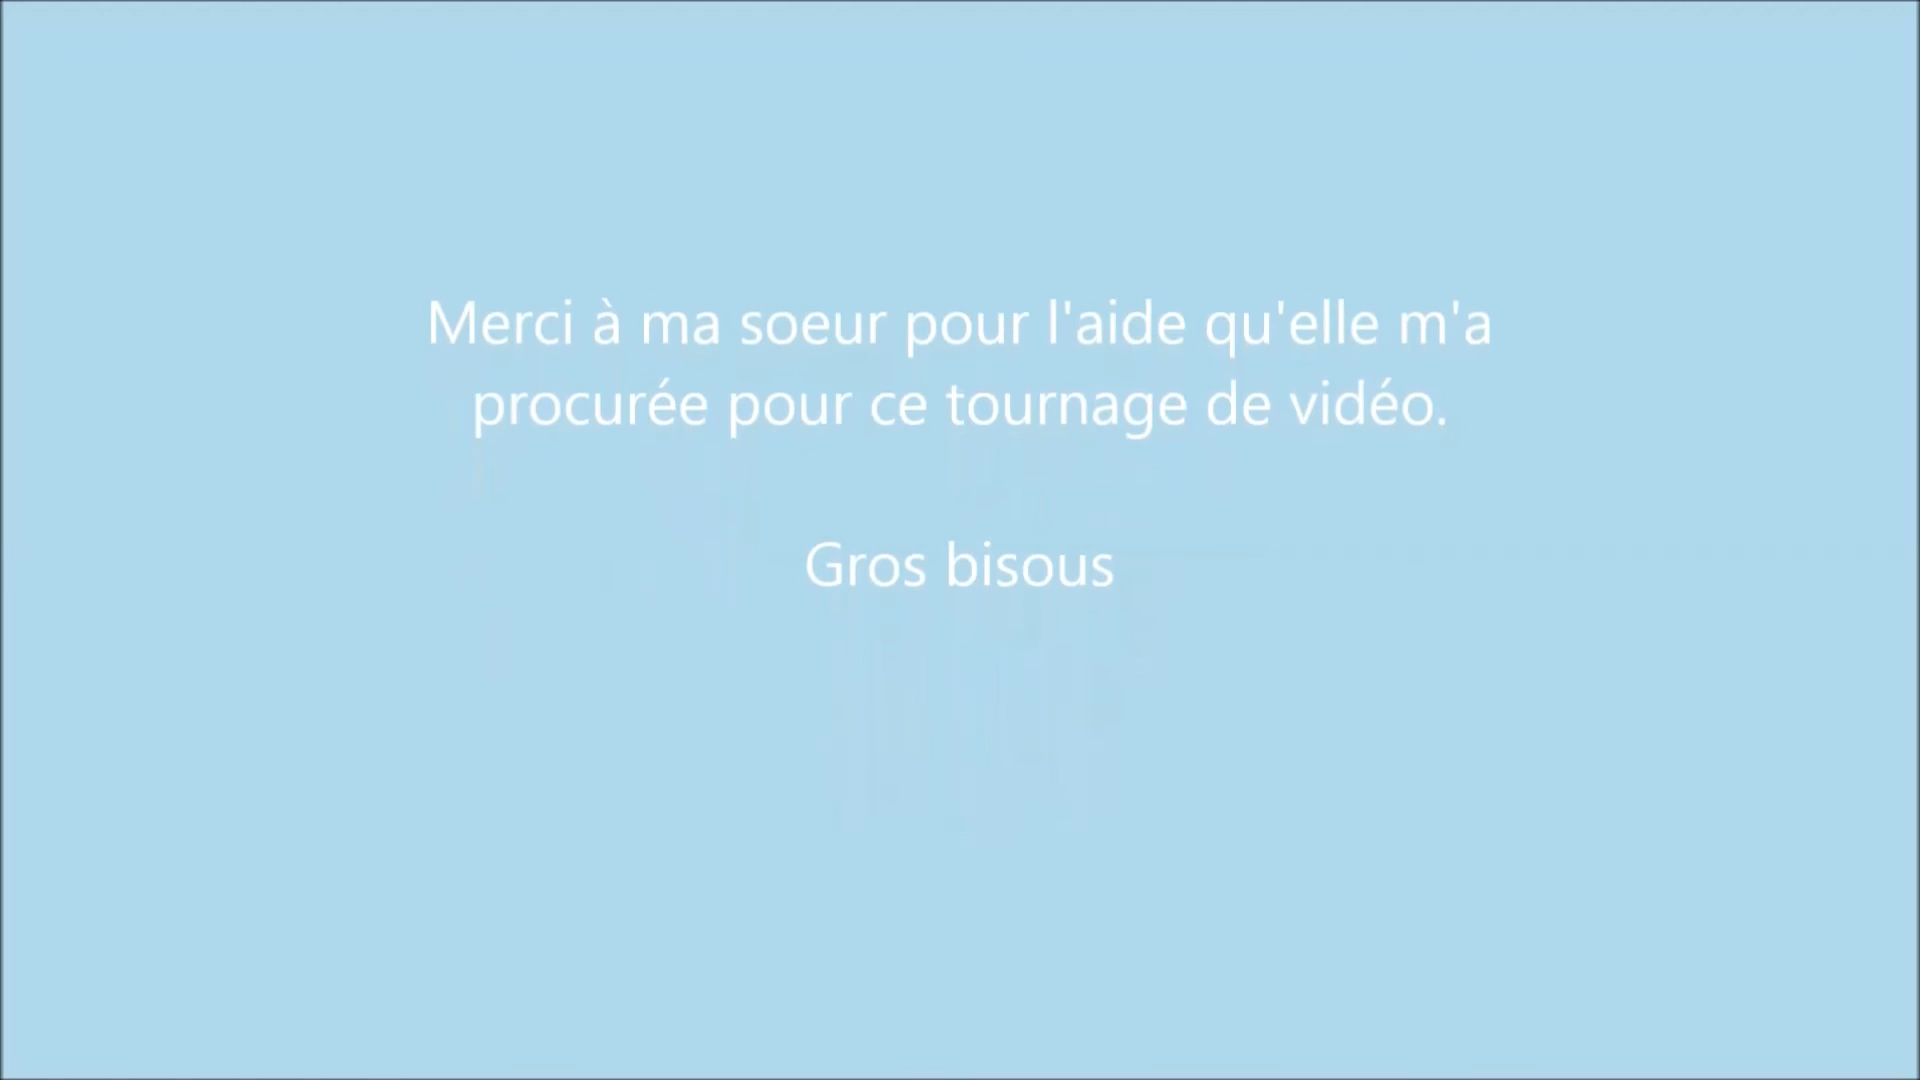 Merci à ma soeur pour l'aide qu'elle m'a
procurée pour ce tournage de vidéo.
Gros bisous